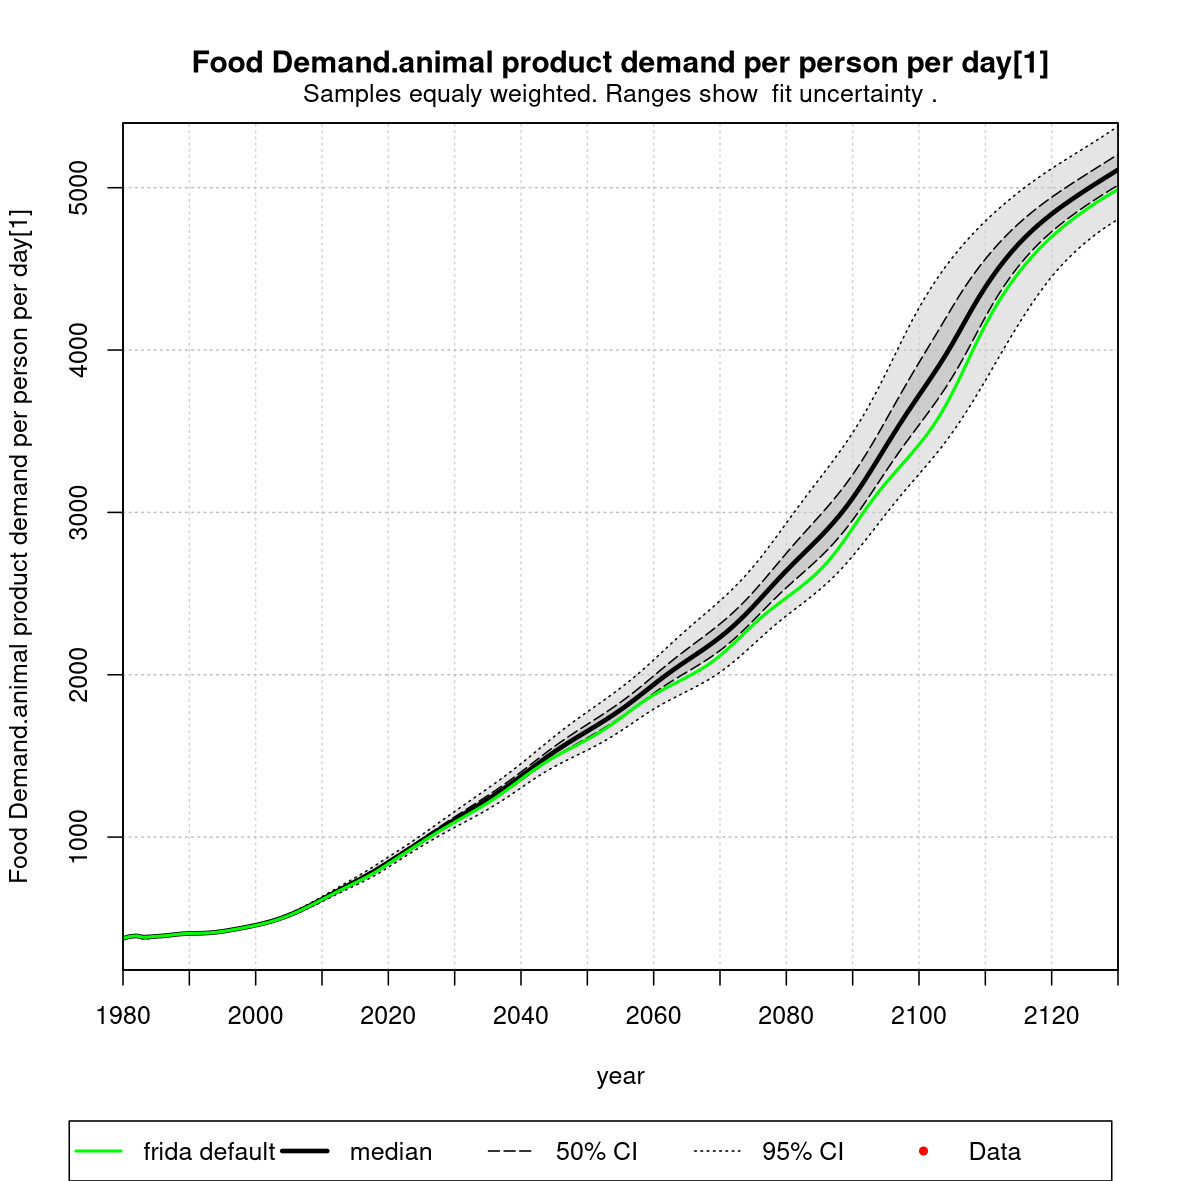 Food Demand.animal product demand per person per day[1]
Samples equaly weighted. Ranges show  fit uncertainty .
Food Demand.animal product demand per person per day[1]
5000
4000
3000
2000
1000
1980 2000 2020 2040 2060 2080 2100 2120
year
frida default median 50% CI 95% CI Data